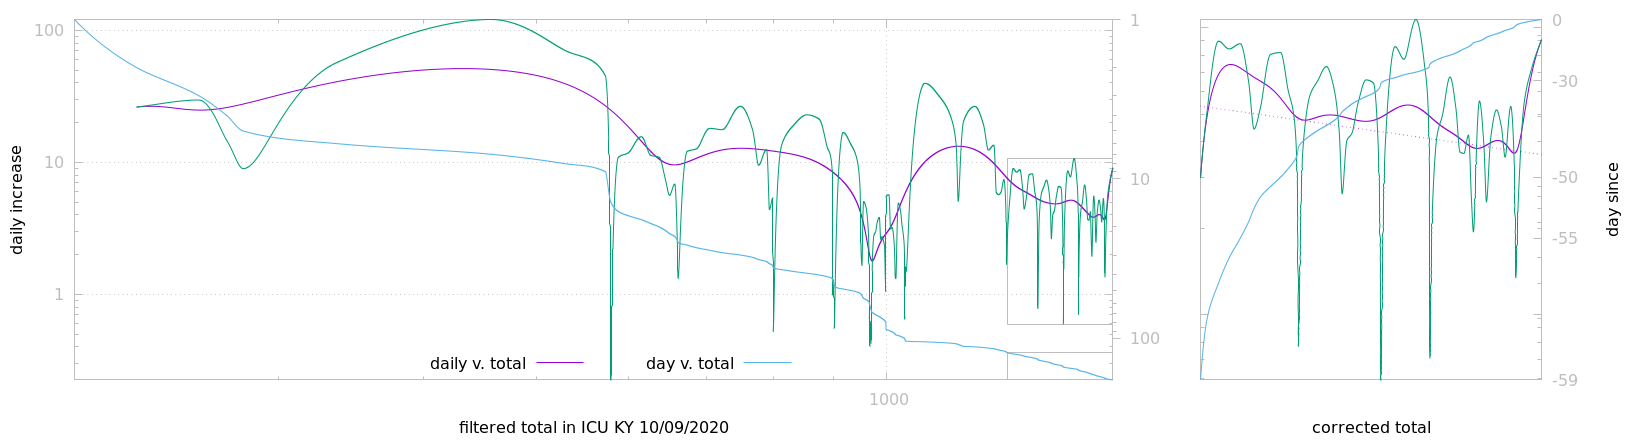 100
10
1
daily increase
daily v. total
day v. total
1
10
100
1000
filtered total in ICU KY 10/09/2020
0
-30
-50
-55
-59
day since
corrected total